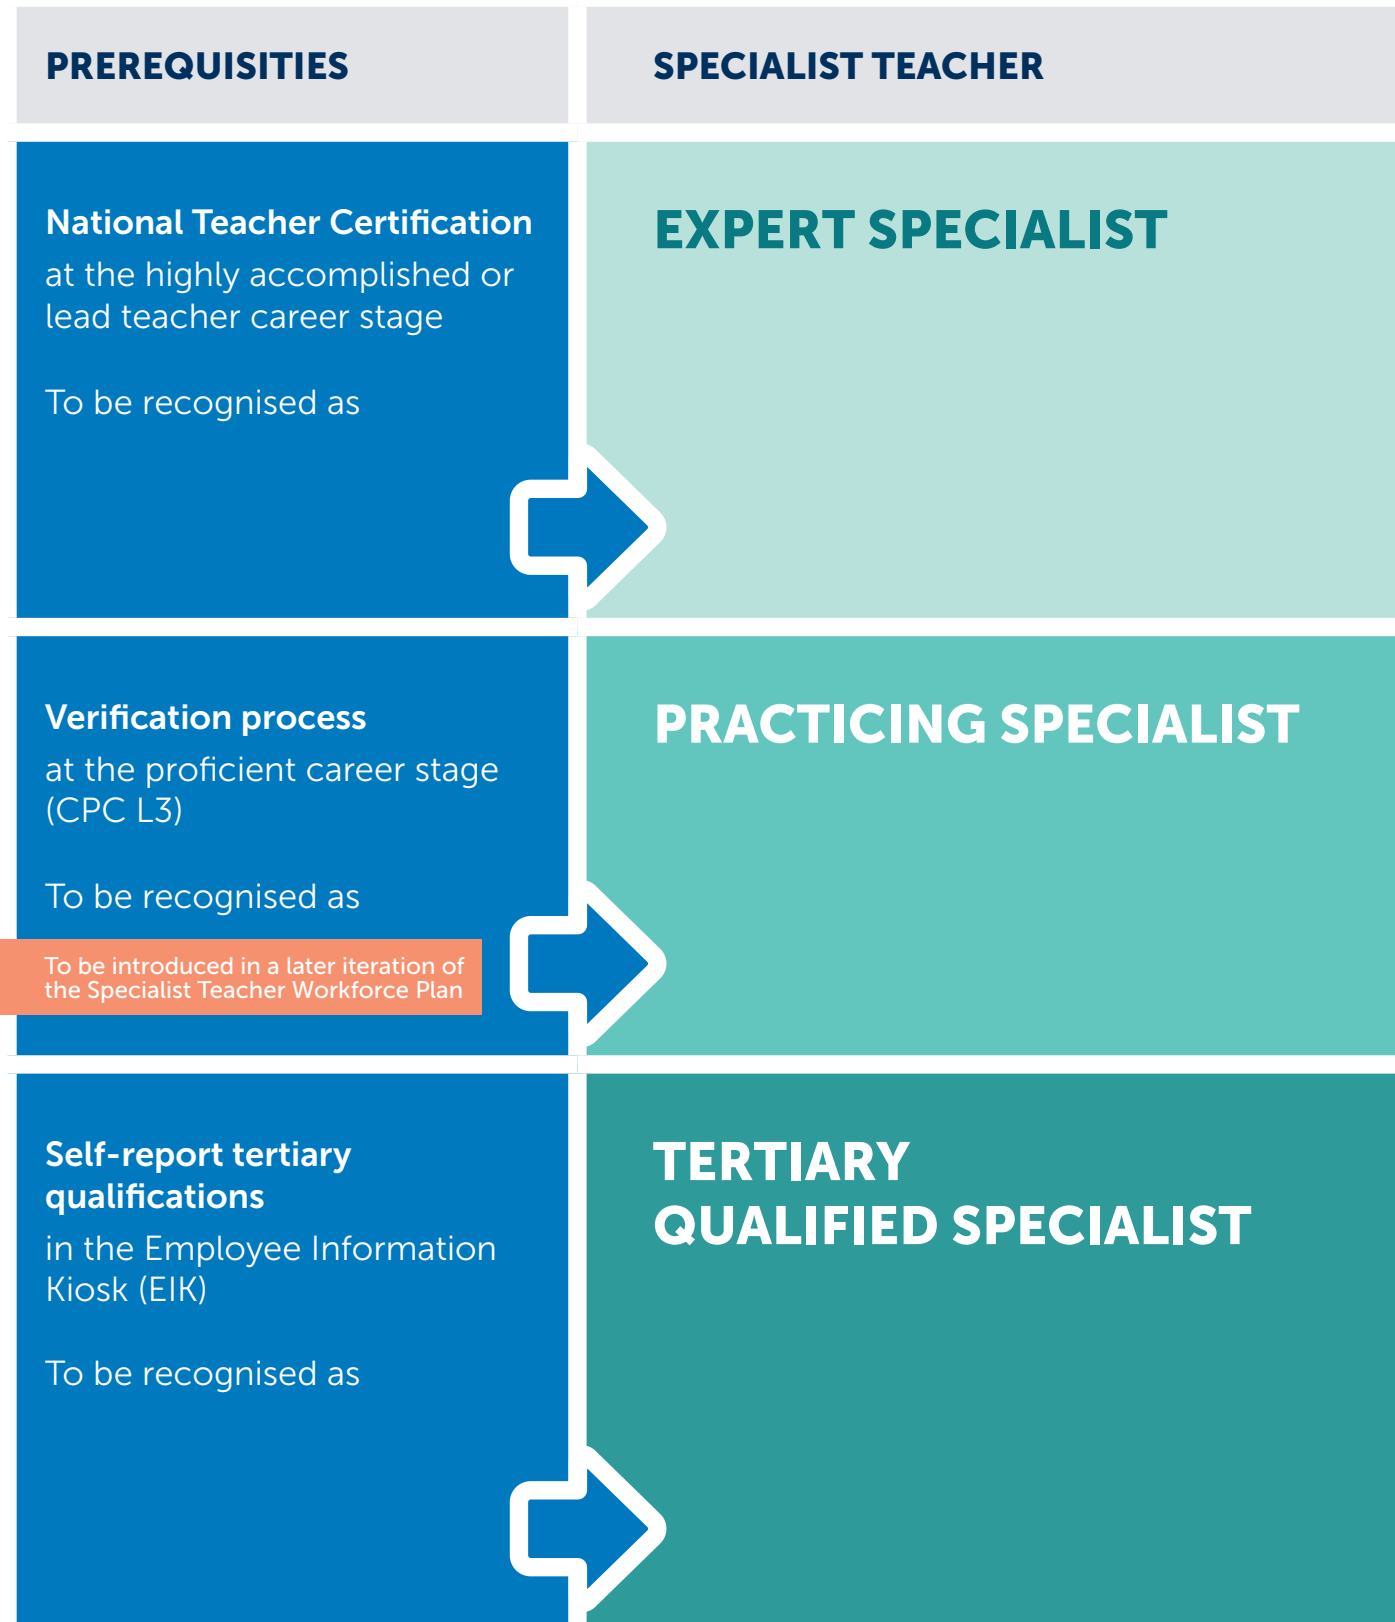 PREREQUISITIES
SPECIALIST TEACHER
National Teacher Certification
at the highly accomplished or
lead teacher career stage
To be recognised as
EXPERT SPECIALIST
Verification process
at the proficient career stage
(CPC L3)
To be recognised as
To be introduced in a later iteration of
the Specialist Teacher Workforce Plan
PRACTICING SPECIALIST
Self-report tertiary
qualifications
in the Employee Information
Kiosk (EIK)
To be recognised as
TERTIARY
QUALIFIED SPECIALIST